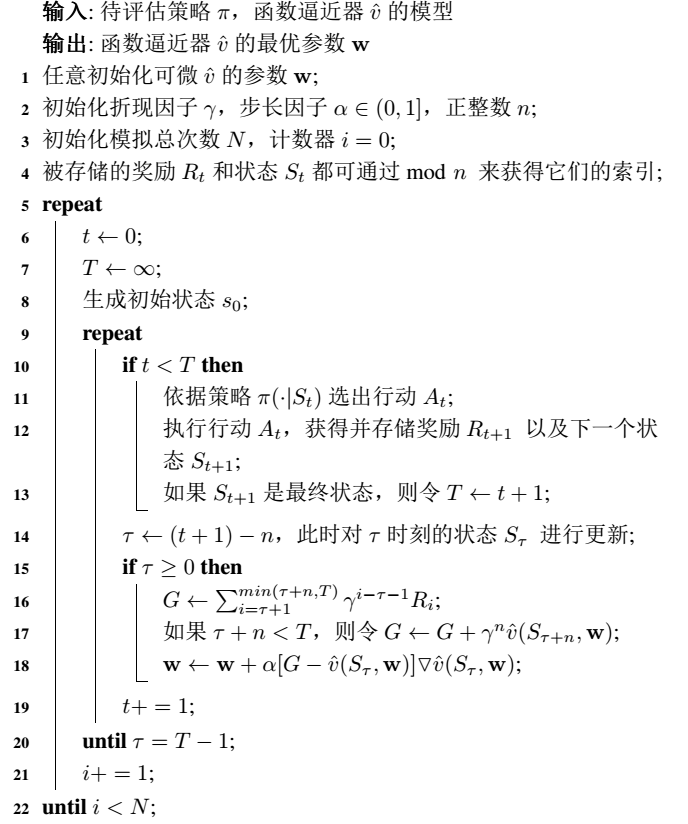 输入: 待评估策略 π，函数逼近器 v̂ 的模型
输出: 函数逼近器 v̂ 的最优参数 w
1 任意初始化可微 v̂ 的参数 w;
2 初始化折现因子 γ，步长因子 α ∈ (0, 1]，正整数 n;
3 初始化模拟总次数 N，计数器 i = 0;
4 被存储的奖励 R_t 和状态 S_t 都可通过 mod n 来获得它们的索引;
5 repeat
6 t ← 0;
7 T ← ∞;
8 生成初始状态 s_0;
9 repeat
10 if t < T then
11 依据策略 π(·|S_t) 选出行动 A_t;
12 执行行动 A_t，获得并存储奖励 R_{t+1} 以及下一个状
态 S_{t+1};
13 如果 S_{t+1} 是最终状态，则令 T ← t + 1;
14 τ ← (t + 1) − n，此时对 τ 时刻的状态 S_τ 进行更新;
15 if τ ≥ 0 then
16 G ← ∑_{i=τ+1}^{min(τ+n,T)} γ^{i−τ−1} R_i;
17 如果 τ + n < T，则令 G ← G + γ^n v̂(S_{τ+n}, w);
18 w ← w + α[G − v̂(S_τ, w)]▽v̂(S_τ, w);
19 t+ = 1;
20 until τ = T − 1;
21 i+ = 1;
22 until i < N;